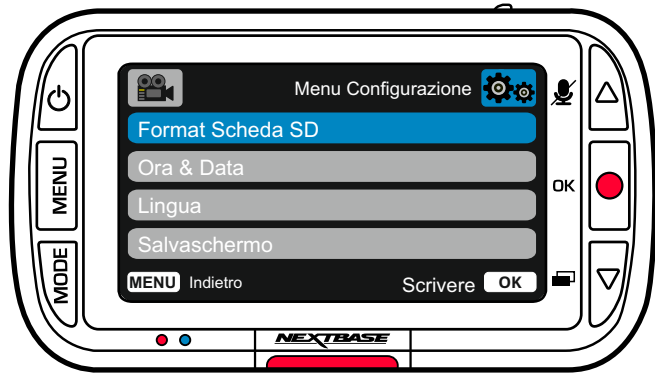 Menu Configurazione
Format Scheda SD
Ora & Data
Lingua
Salvaschermo
MENU Indietro
Scrivere OK
MENU
MODE
OK
NEXTBASE